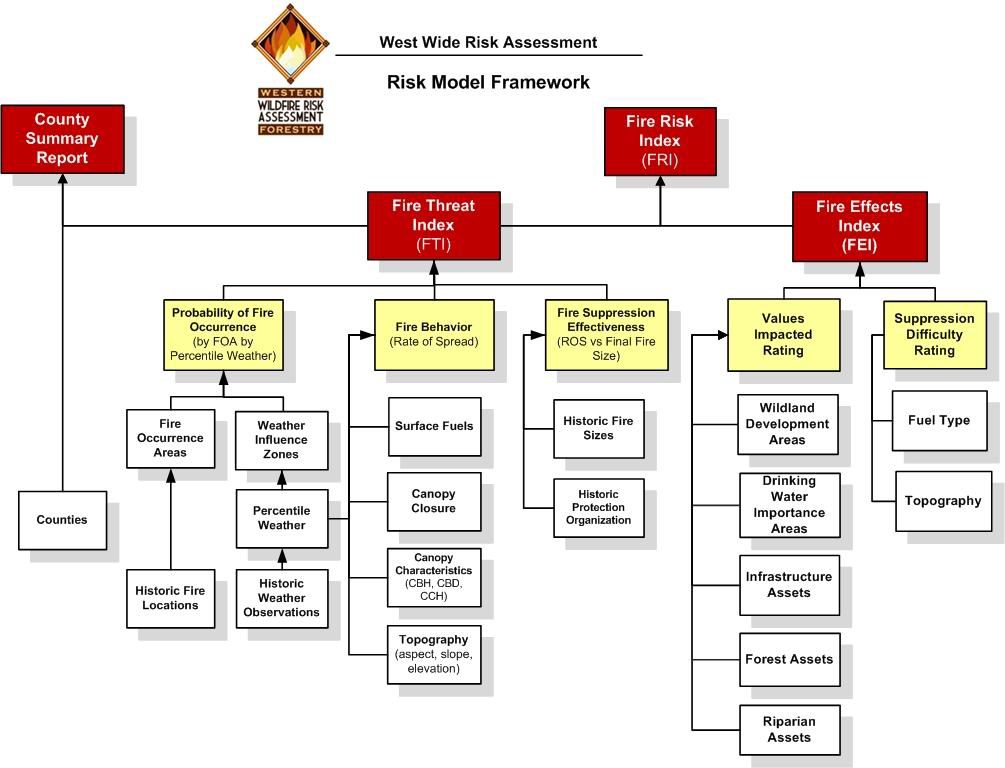 West Wide Risk Assessment
Risk Model Framework
WESTERN
WILDFIRE RISK
ASSESSMENT
FORESTRY
County
Summary
Report
Fire Risk
Index
(FRI)
Fire Threat
Index
(FTI)
Fire Effects
Index
(FEI)
Probability of Fire
Occurrence
(by FOA by
Percentile Weather)
Fire Behavior
(Rate of Spread)
Fire Suppression
Effectiveness
(ROS vs Final Fire
Size)
Values
Impacted
Rating
Suppression
Difficulty
Rating
Fire
Occurrence
Areas
Weather
Influence
Zones
Surface Fuels
Historic Fire
Sizes
Wildland
Development
Areas
Fuel Type
Counties
Percentile
Weather
Canopy
Closure
Historic
Protection
Organization
Drinking
Water
Importance
Areas
Topography
Historic Fire
Locations
Historic
Weather
Observations
Canopy
Characteristics
(CBH, CBD,
CCH)
Infrastructure
Assets
Topography
(aspect, slope,
elevation)
Forest Assets
Riparian
Assets